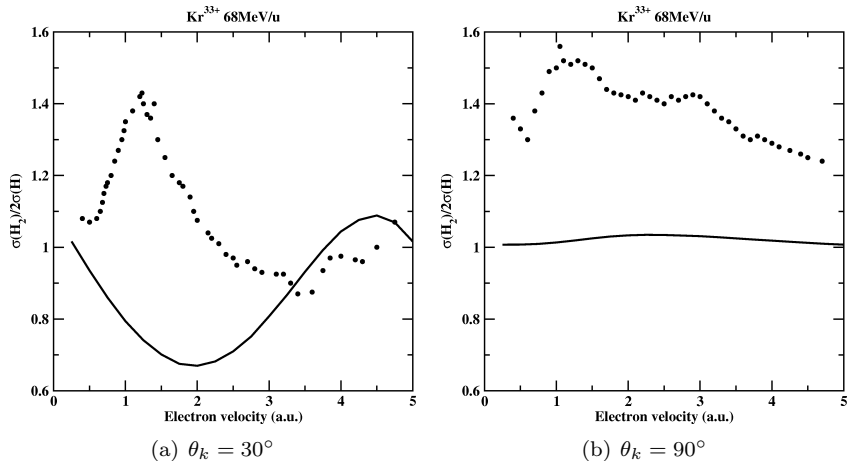 Kr³³⁺ 68MeV/u
1.6
1.4
1.2
1
0.8
0.6
σ(H₂)/2σ(H)
0 1 2 3 4 5
Electron velocity (a.u.)
(a) θₖ = 30°
Kr³³⁺ 68MeV/u
1.6
1.4
1.2
1
0.8
0.6
σ(H₂)/2σ(H)
0 1 2 3 4 5
Electron velocity (a.u.)
(b) θₖ = 90°